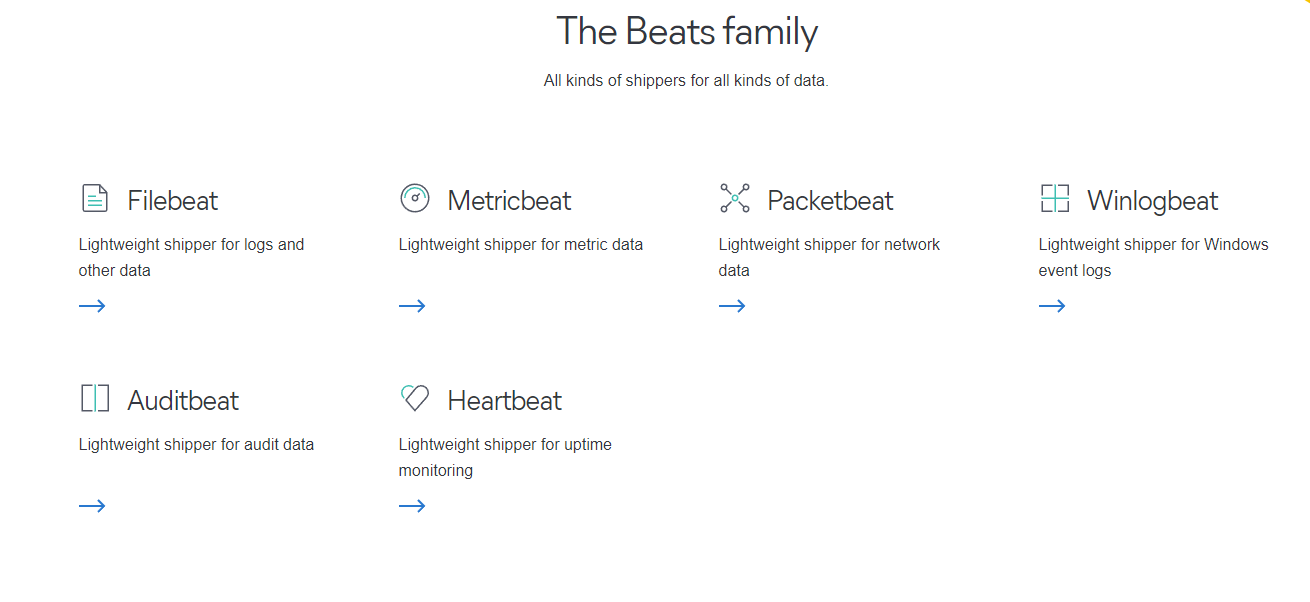 The Beats family
All kinds of shippers for all kinds of data.
Filebeat
Lightweight shipper for logs and
other data
Metricbeat
Lightweight shipper for metric data
Packetbeat
Lightweight shipper for network
data
Winlogbeat
Lightweight shipper for Windows
event logs
Auditbeat
Lightweight shipper for audit data
Heartbeat
Lightweight shipper for uptime
monitoring